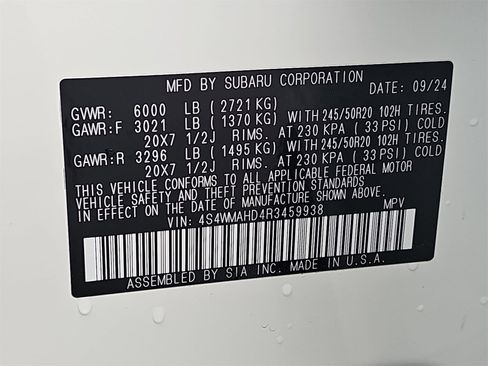 MFD BY SUBARU CORPORATION
DATE: 09/24
GVWR: 6000 LB (2721 KG)
GAWR:F 3021 LB (1370 KG) WITH 245/50R20 102H TIRES.
20X7 1/2J RIMS. AT 230 KPA (33 PSI) COLD
GAWR:R 3296 LB (1495 KG) WITH 245/50R20 102H TIRES.
20X7 1/2J RIMS. AT 230 KPA (33 PSI) COLD
THIS VEHICLE CONFORMS TO ALL APPLICABLE FEDERAL MOTOR
VEHICLE SAFETY AND THEFT PREVENTION STANDARDS
IN EFFECT ON THE DATE OF MANUFACTURE SHOWN ABOVE.
VIN: 4S4WMAHD4R3459938 MPV
ASSEMBLED BY SIA INC. MADE IN U.S.A.